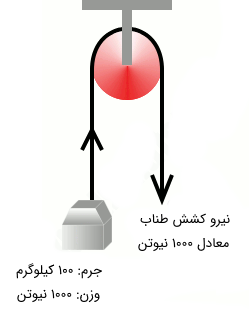 نیرو کشش طناب
معادل ۱۰۰۰ نیوتن
جرم: ۱۰۰ کیلوگرم
وزن: ۱۰۰۰ نیوتن